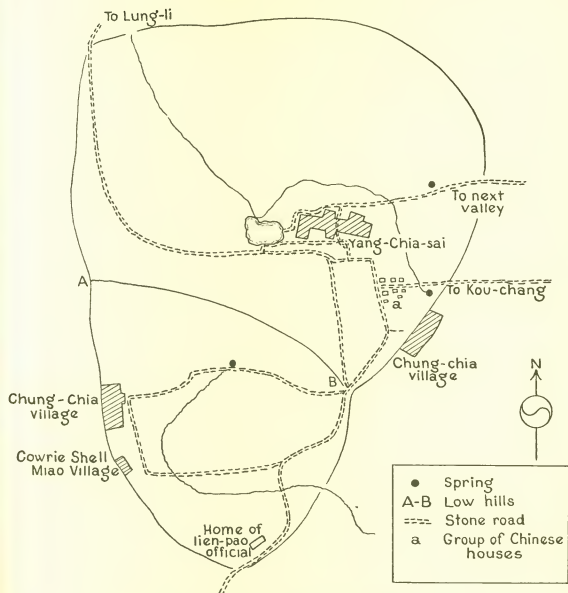 To Lung-li
To next
valley
Yang-Chia-sai
A
To Kou-chang
a
Chung-chia
village
B
N
Chung-Chia
village
Cowrie Shell
Miao Village
Home of
lien-pao
official
Spring
A-B Low hills
Stone road
a Group of Chinese
houses